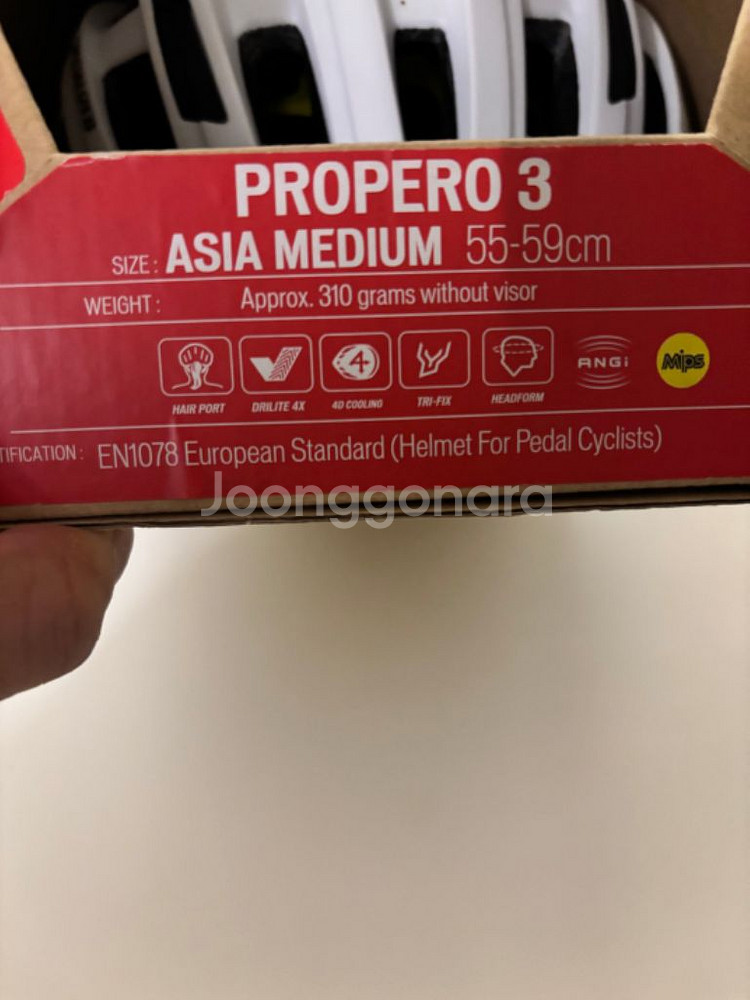 PROPERO 3
SIZE : ASIA MEDIUM 55-59cm
WEIGHT : Approx. 310 grams without visor
4
ANGi
Mips
HAIR PORT DRILITE 4X 4D COOLING TRI-FIX HEADFORM
TIFICATION : EN1078 European Standard (Helmet For Pedal Cyclists)
Joonggonara